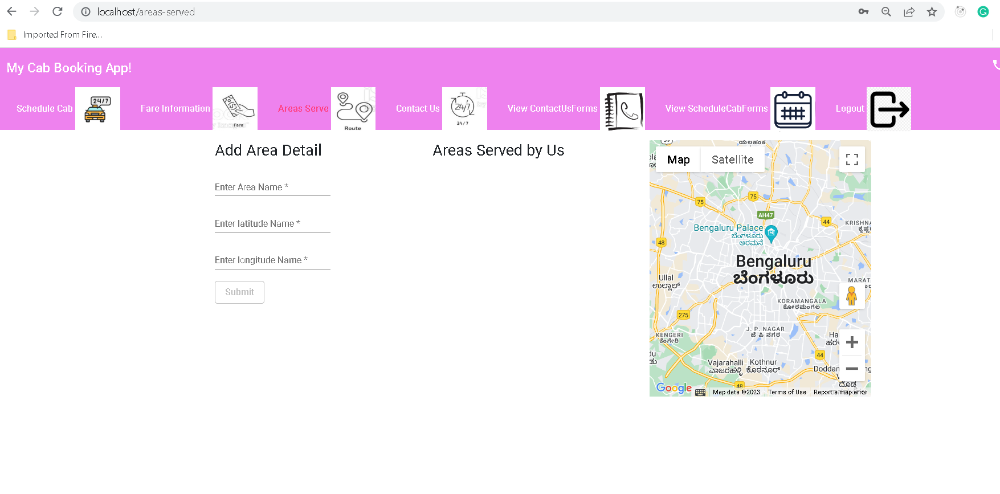 localhost/areas-served
Imported From Fire...
My Cab Booking App!
Schedule Cab
24/7
Fare Information
Fare
Areas Serve
Route
Contact Us
24/7
24/7
View ContactUsForms
View ScheduleCabForms
Logout
Add Area Detail
Enter Area Name *
Enter latitude Name *
Enter longitude Name *
Submit
Areas Served by Us
ಯಲಹಂಕ
Map
Satellite
75
75
AH47
44
KRISHNA
ಕೃಷ್ಣ
Bengaluru Palace
ಬೆಂಗಳೂರು
ಅರಮನೆ
48
Bengaluru
ಬೆಂಗಳೂರು
Ullal
ಉಳ್ಳಾಲ್
MARAT
KORAMANGALA
ಕೋರಮಂಗಲ
275
J. P. NAGAR
ಜೆ ಪಿ ನಗರ
KENGERI
ಕೆಂಗೇರಿ
Ha
ಹರಳ
44
Vajarahalli
ವಾಜರಹಳ್ಳಿ
Kothnur
ಕೊಠನೂರ್
Doddan
ದೊಡ್ಡ
48
Google
Map data ©2023
Terms of Use
Report a map error